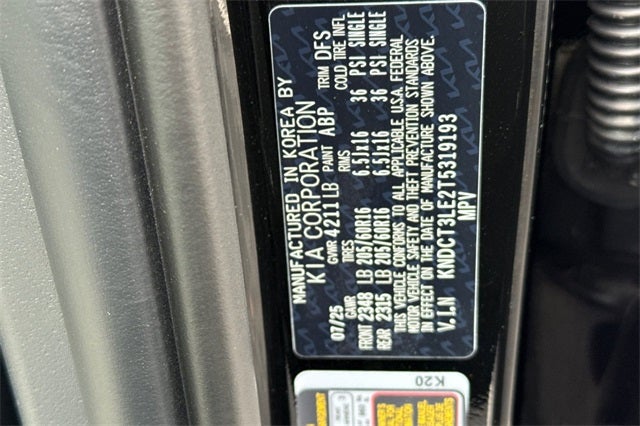 MANUFACTURED IN KOREA BY
KIA CORPORATION
07/25 GVWR 4211 LB PAINT ABP TRIM DFS
GAWR TIRES RIMS COLD TIRE INFL
FRONT 2348 LB 205/60R16 6.5Jx16 36 PSI SINGLE
REAR 2315 LB 205/60R16 6.5Jx16 36 PSI SINGLE
THIS VEHICLE CONFORMS TO ALL APPLICABLE U.S.A. FEDERAL
MOTOR VEHICLE SAFETY AND THEFT PREVENTION STANDARDS
IN EFFECT ON THE DATE OF MANUFACTURE SHOWN ABOVE.
V.I.N KNDCT3LE2T5319193
MPV
K20